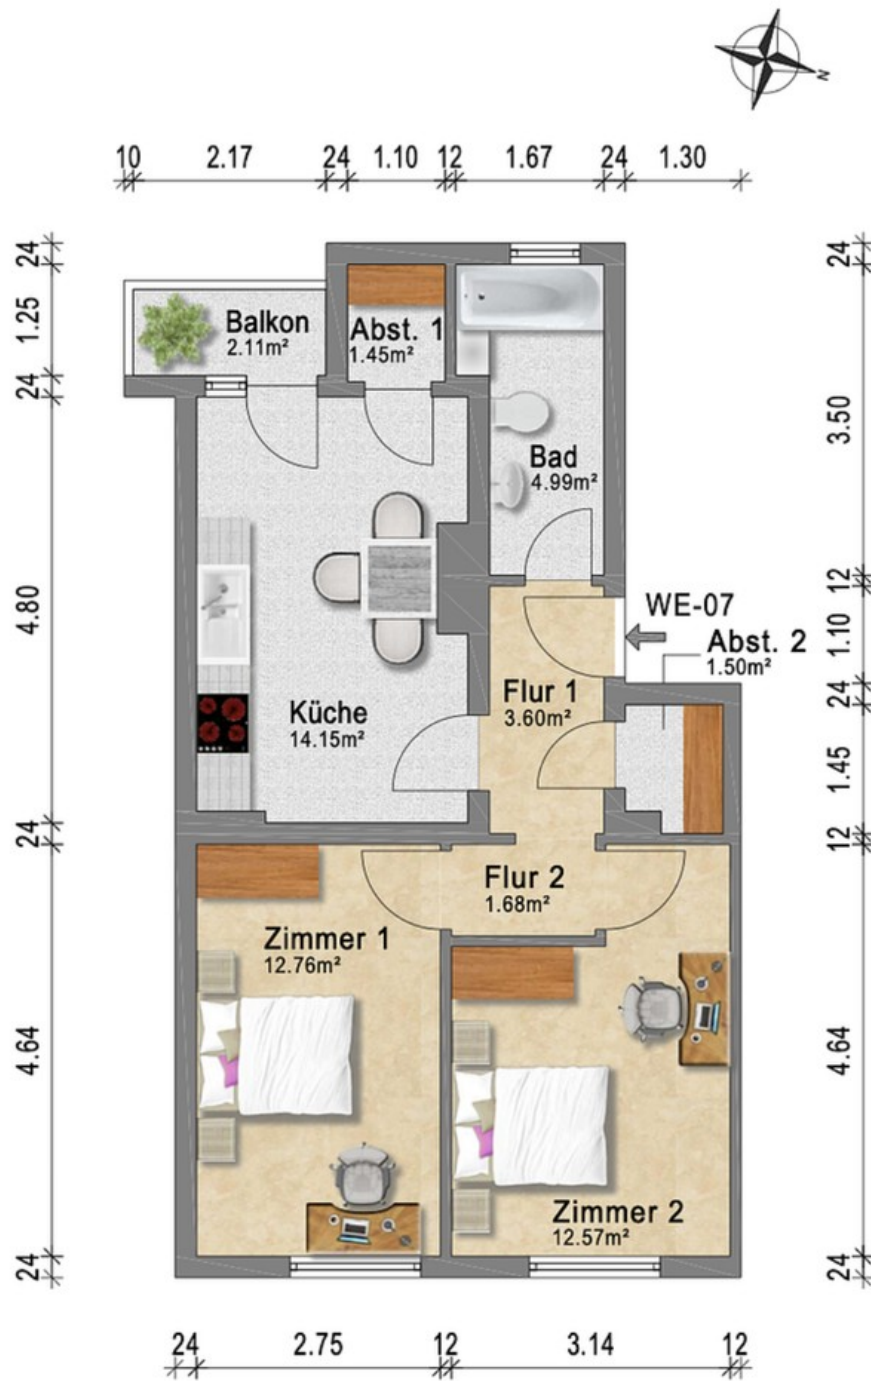 N
10 2.17 24 1.10 12 1.67 24 1.30
24
1.25
24
4.80
24
4.64
24
24
3.50
12
1.10
24
1.45
12
4.64
24
Balkon
2.11m²
Abst. 1
1.45m²
Bad
4.99m²
WE-07
Abst. 2
1.50m²
Flur 1
3.60m²
Küche
14.15m²
Flur 2
1.68m²
Zimmer 1
12.76m²
Zimmer 2
12.57m²
24 2.75 12 3.14 12